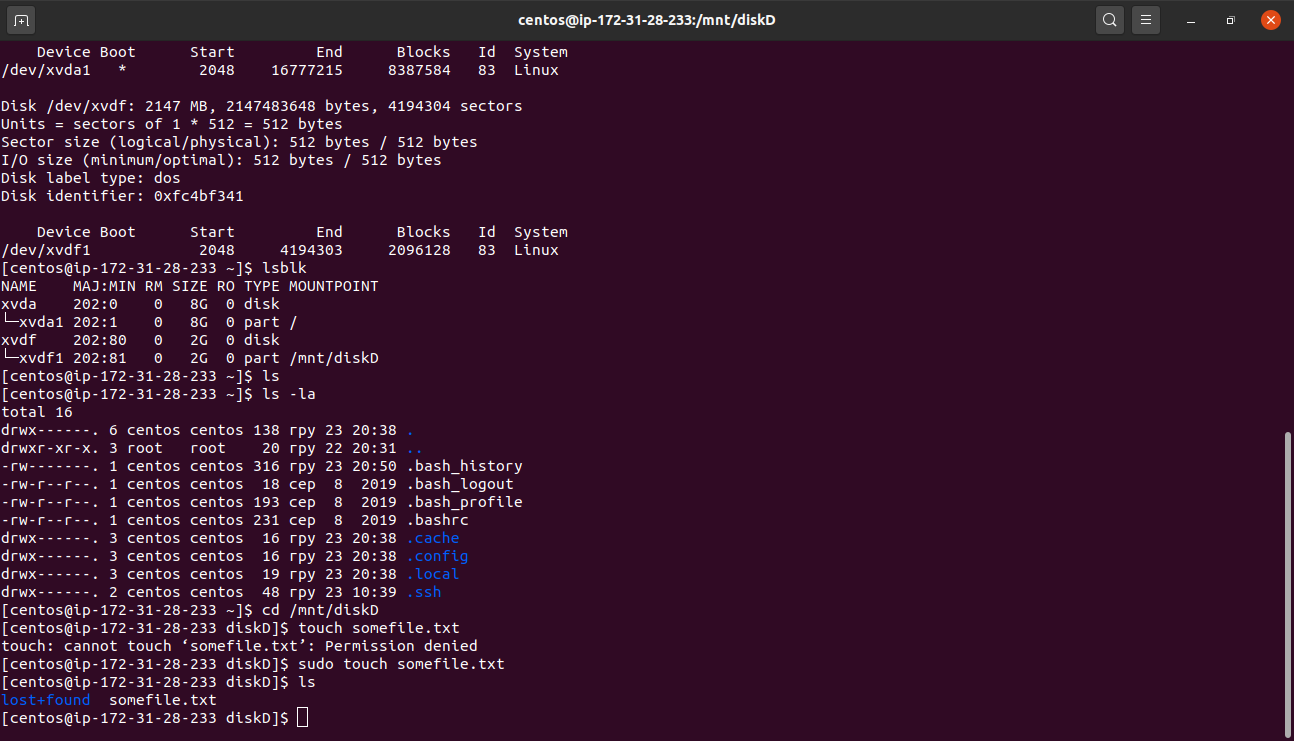 centos@ip-172-31-28-233:/mnt/diskD
   Device Boot      Start         End      Blocks   Id  System
/dev/xvda1   *        2048    16777215     8387584   83  Linux

Disk /dev/xvdf: 2147 MB, 2147483648 bytes, 4194304 sectors
Units = sectors of 1 * 512 = 512 bytes
Sector size (logical/physical): 512 bytes / 512 bytes
I/O size (minimum/optimal): 512 bytes / 512 bytes
Disk label type: dos
Disk identifier: 0xfc4bf341

    Device Boot      Start         End      Blocks   Id  System
/dev/xvdf1            2048     4194303     2096128   83  Linux
[centos@ip-172-31-28-233 ~]$ lsblk
NAME    MAJ:MIN RM SIZE RO TYPE MOUNTPOINT
xvda    202:0    0   8G  0 disk
└─xvda1 202:1    0   8G  0 part /
xvdf    202:80   0   2G  0 disk
└─xvdf1 202:81   0   2G  0 part /mnt/diskD
[centos@ip-172-31-28-233 ~]$ ls
[centos@ip-172-31-28-233 ~]$ ls -la
total 16
drwx------. 6 centos centos 138 гру 23 20:38 .
drwxr-xr-x. 3 root   root    20 гру 22 20:31 ..
-rw-------. 1 centos centos 316 гру 23 20:50 .bash_history
-rw-r--r--. 1 centos centos  18 сер  8  2019 .bash_logout
-rw-r--r--. 1 centos centos 193 сер  8  2019 .bash_profile
-rw-r--r--. 1 centos centos 231 сер  8  2019 .bashrc
drwx------. 3 centos centos  16 гру 23 20:38 .cache
drwx------. 3 centos centos  16 гру 23 20:38 .config
drwx------. 3 centos centos  19 гру 23 20:38 .local
drwx------. 2 centos centos  48 гру 23 10:39 .ssh
[centos@ip-172-31-28-233 ~]$ cd /mnt/diskD
[centos@ip-172-31-28-233 diskD]$ touch somefile.txt
touch: cannot touch ‘somefile.txt’: Permission denied
[centos@ip-172-31-28-233 diskD]$ sudo touch somefile.txt
[centos@ip-172-31-28-233 diskD]$ ls
lost+found  somefile.txt
[centos@ip-172-31-28-233 diskD]$